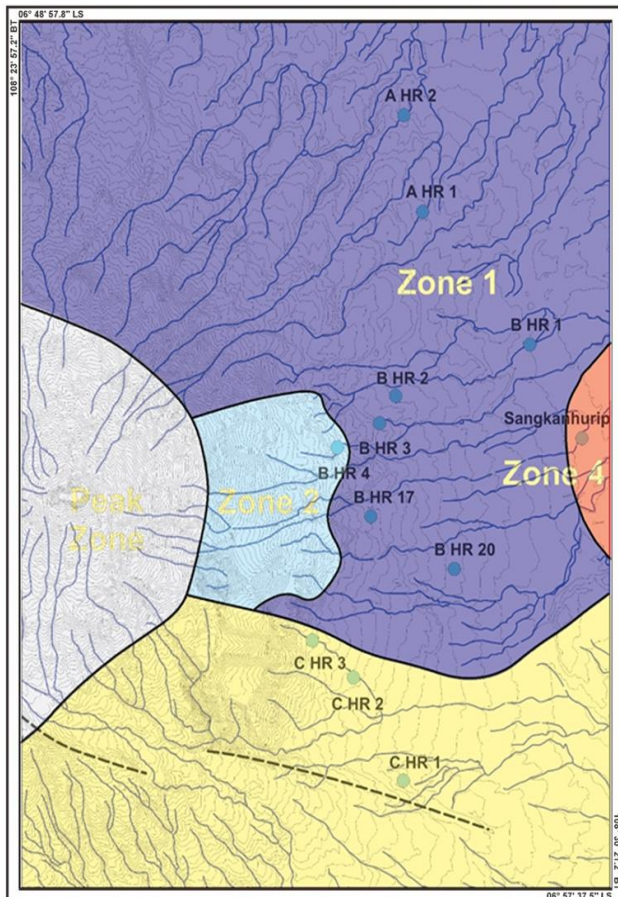 06° 48' 57.8" LS
108° 23' 57.2" BT
A HR 2
A HR 1
Zone 1
B HR 1
B HR 2
Sangkanhurip
B HR 3
B HR 4
Zone 4
Peak
Zone
Zone 2
B HR 17
B HR 20
C HR 3
C HR 2
C HR 1
06° 57' 37.5" LS